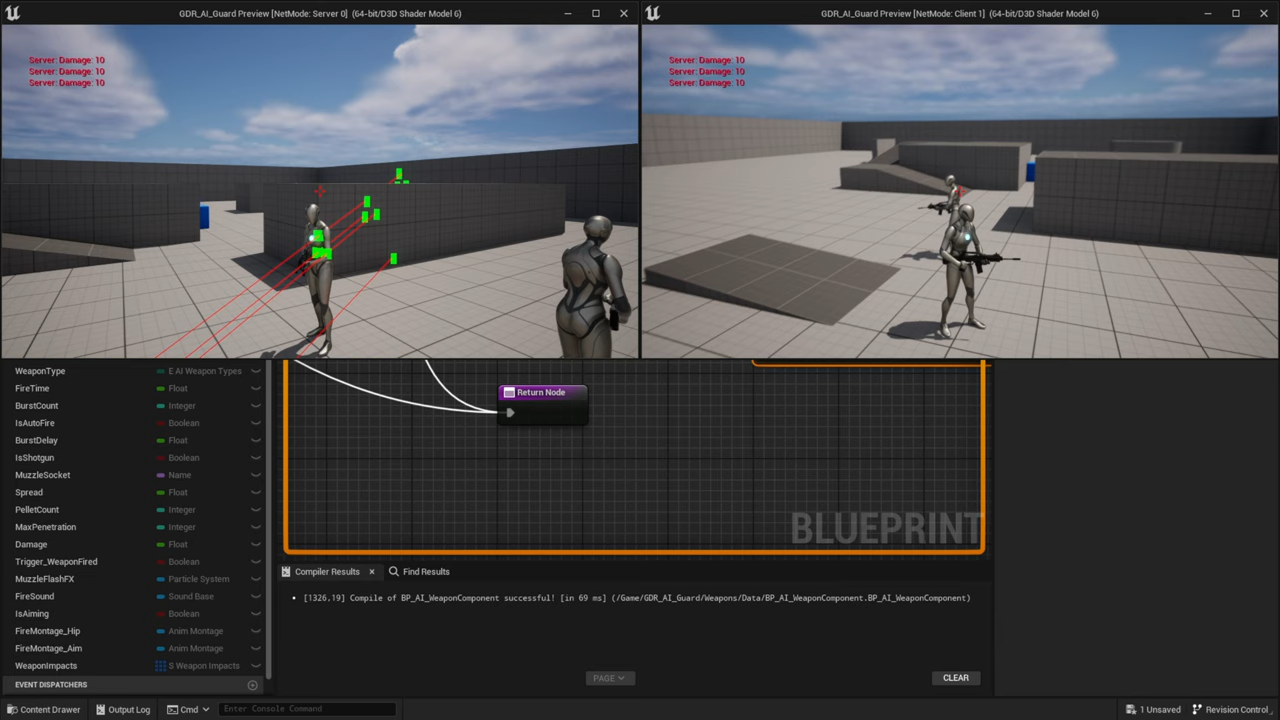 GDR_AI_Guard Preview [NetMode: Server 0] (64-bit/D3D Shader Model 6)
GDR_AI_Guard Preview [NetMode: Client 1] (64-bit/D3D Shader Model 6)
Server: Damage: 10
Server: Damage: 10
Server: Damage: 10
Server: Damage: 10
Server: Damage: 10
Server: Damage: 10
WeaponType E AI Weapon Types
FireTime Float
BurstCount Integer
IsAutoFire Boolean
BurstDelay Float
IsShotgun Boolean
MuzzleSocket Name
Spread Float
PelletCount Integer
MaxPenetration Integer
Damage Float
Trigger_WeaponFired Boolean
MuzzleFlashFX Particle System
FireSound Sound Base
IsAiming Boolean
FireMontage_Hip Anim Montage
FireMontage_Aim Anim Montage
WeaponImpacts S Weapon Impacts
EVENT DISPATCHERS
Return Node
BLUEPRINT
Compiler Results
Find Results
[1326.19] Compile of BP_AI_WeaponComponent successful! [in 69 ms] (/Game/GDR_AI_Guard/Weapons/Data/BP_AI_WeaponComponent.BP_AI_WeaponComponent)
PAGE
CLEAR
Content Drawer
Output Log
Cmd
Enter Console Command
1 Unsaved
Revision Control